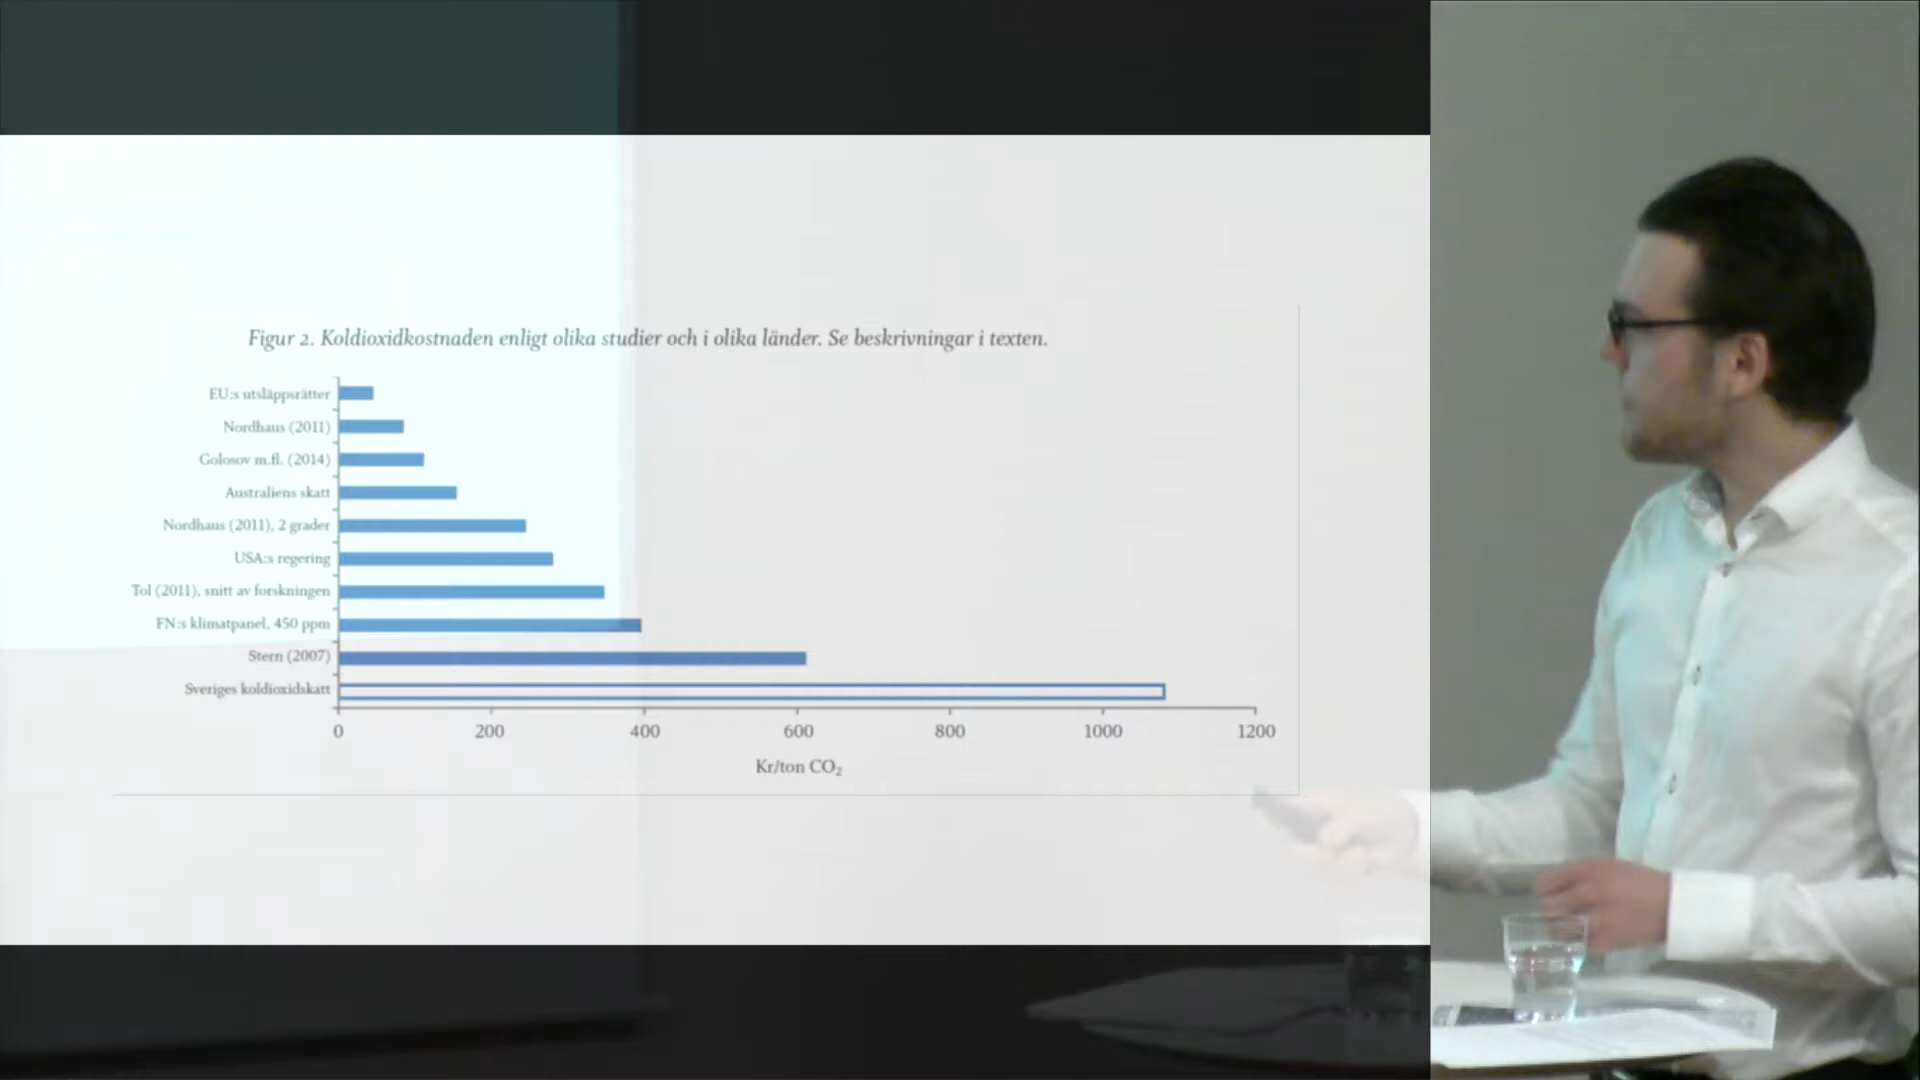 Figur 2. Koldioxidkostnaden enligt olika studier och i olika länder. Se beskrivningar i texten.
EU:s utsläppsrätter
Nordhaus (2011)
Golosov m.fl. (2014)
Australiens skatt
Nordhaus (2011), 2 grader
USA:s regering
Tol (2011), snitt av forskningen
FN:s klimatpanel, 450 ppm
Stern (2007)
Sveriges koldioxidskatt
0 200 400 600 800 1000 1200
Kr/ton CO₂